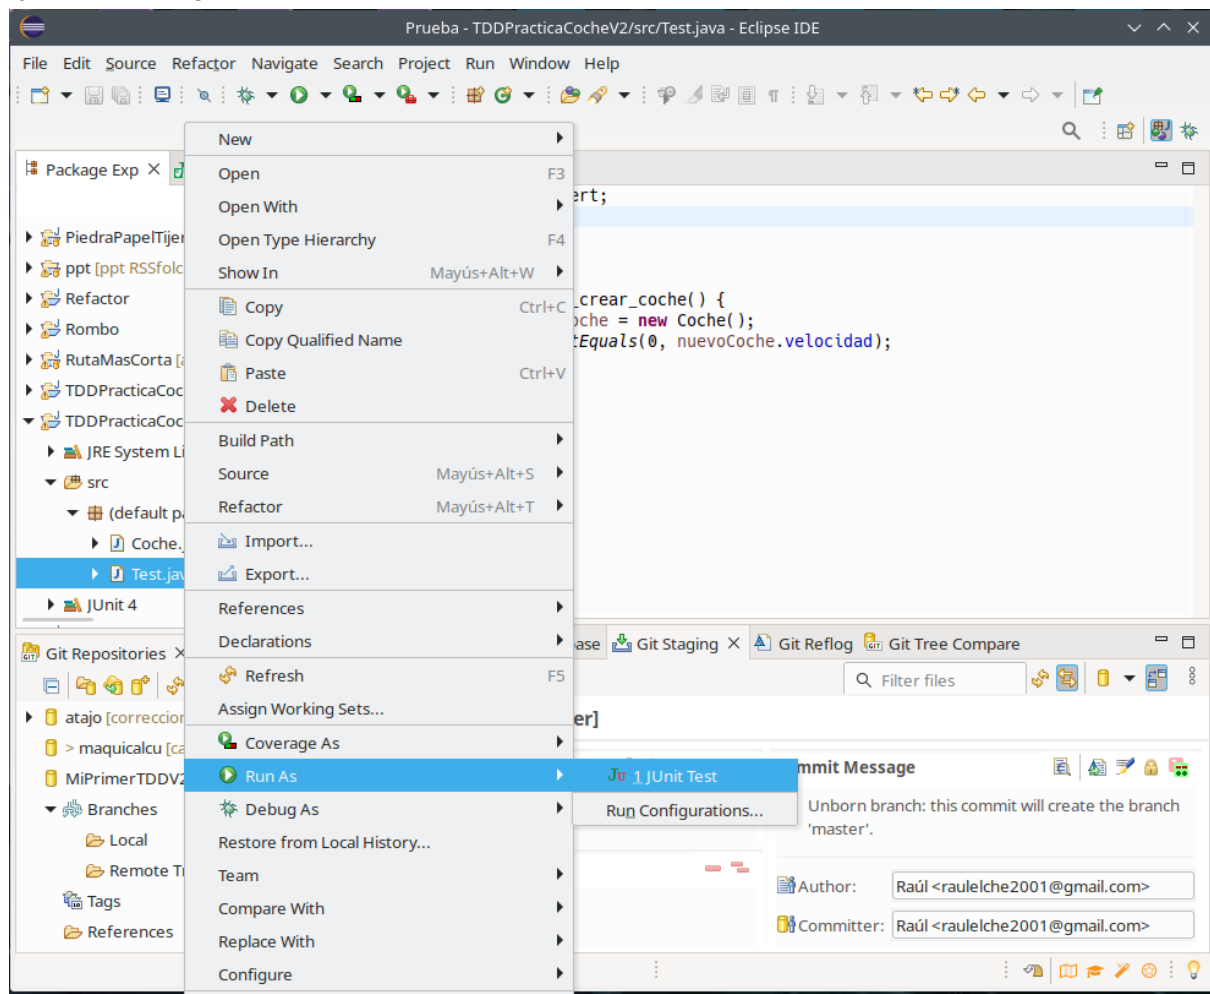 Prueba - TDDPracticaCocheV2/src/Test.java - Eclipse IDE
File Edit Source Refactor Navigate Search Project Run Window Help
Package Exp
PiedraPapelTijer
ppt [ppt RSSfolc
Refactor
Rombo
RutaMasCorta [
TDDPracticaCoc
TDDPracticaCoc
JRE System Li
src
(default pa
Coche.
Test.jav
JUnit 4
New
Open F3
Open With
Open Type Hierarchy F4
Show In Mayús+Alt+W
Copy Ctrl+C
Copy Qualified Name
Paste Ctrl+V
Delete
Build Path
Source Mayús+Alt+S
Refactor Mayús+Alt+T
Import...
Export...
References
Declarations
Refresh F5
Assign Working Sets...
Coverage As
Run As
Debug As
Restore from Local History...
Team
Compare With
Replace With
Configure
1 JUnit Test
Run Configurations...
ert;
_crear_coche() {
oche = new Coche();
tEquals(0, nuevoCoche.velocidad);
Git Repositories
atajo [correccior
> maquicalcu [ca
MiPrimerTDDV2
Branches
Local
Remote Tr
Tags
References
ase Git Staging Git Reflog Git Tree Compare
Filter files
er]
mmit Message
Unborn branch: this commit will create the branch
'master'.
Author: Raúl <raulelche2001@gmail.com>
Committer: Raúl <raulelche2001@gmail.com>